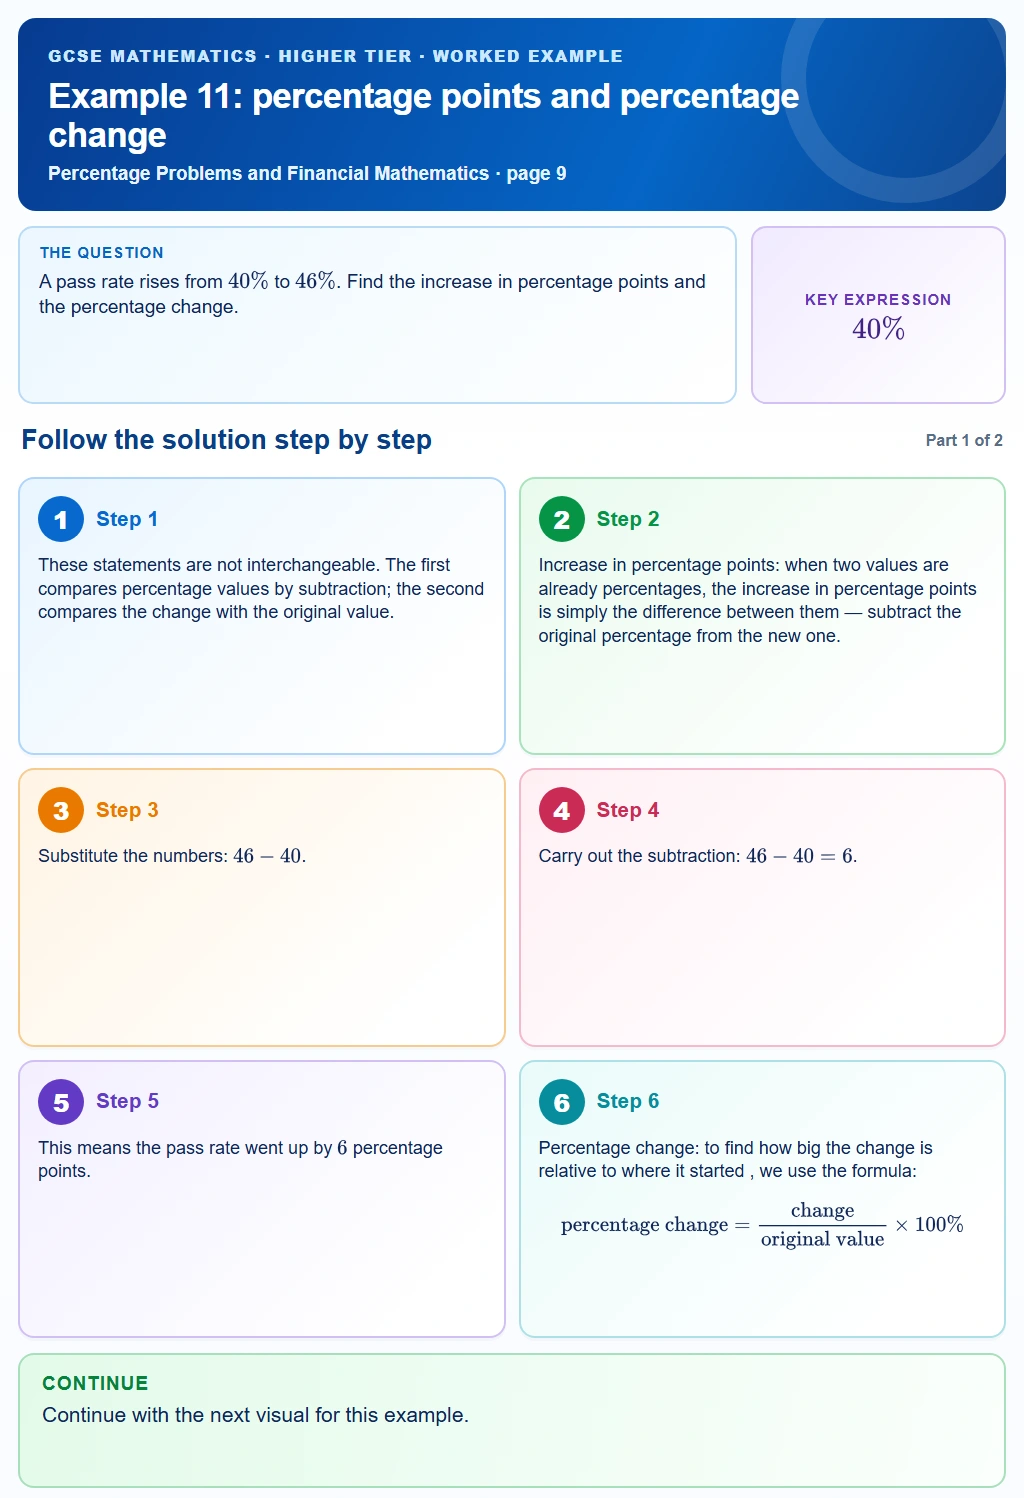 GCSE MATHEMATICS · HIGHER TIER · WORKED EXAMPLE
Example 11: percentage points and percentage
change
Percentage Problems and Financial Mathematics · page 9
THE QUESTION
A pass rate rises from 40% to 46%. Find the increase in percentage points and
the percentage change.
KEY EXPRESSION
40%
Follow the solution step by step
Part 1 of 2
1 Step 1
These statements are not interchangeable. The first
compares percentage values by subtraction; the second
compares the change with the original value.
2 Step 2
Increase in percentage points: when two values are
already percentages, the increase in percentage points
is simply the difference between them — subtract the
original percentage from the new one.
3 Step 3
Substitute the numbers: 46 − 40.
4 Step 4
Carry out the subtraction: 46 − 40 = 6.
5 Step 5
This means the pass rate went up by 6 percentage
points.
6 Step 6
Percentage change: to find how big the change is
relative to where it started , we use the formula:
percentage change = change / original value × 100%
CONTINUE
Continue with the next visual for this example.